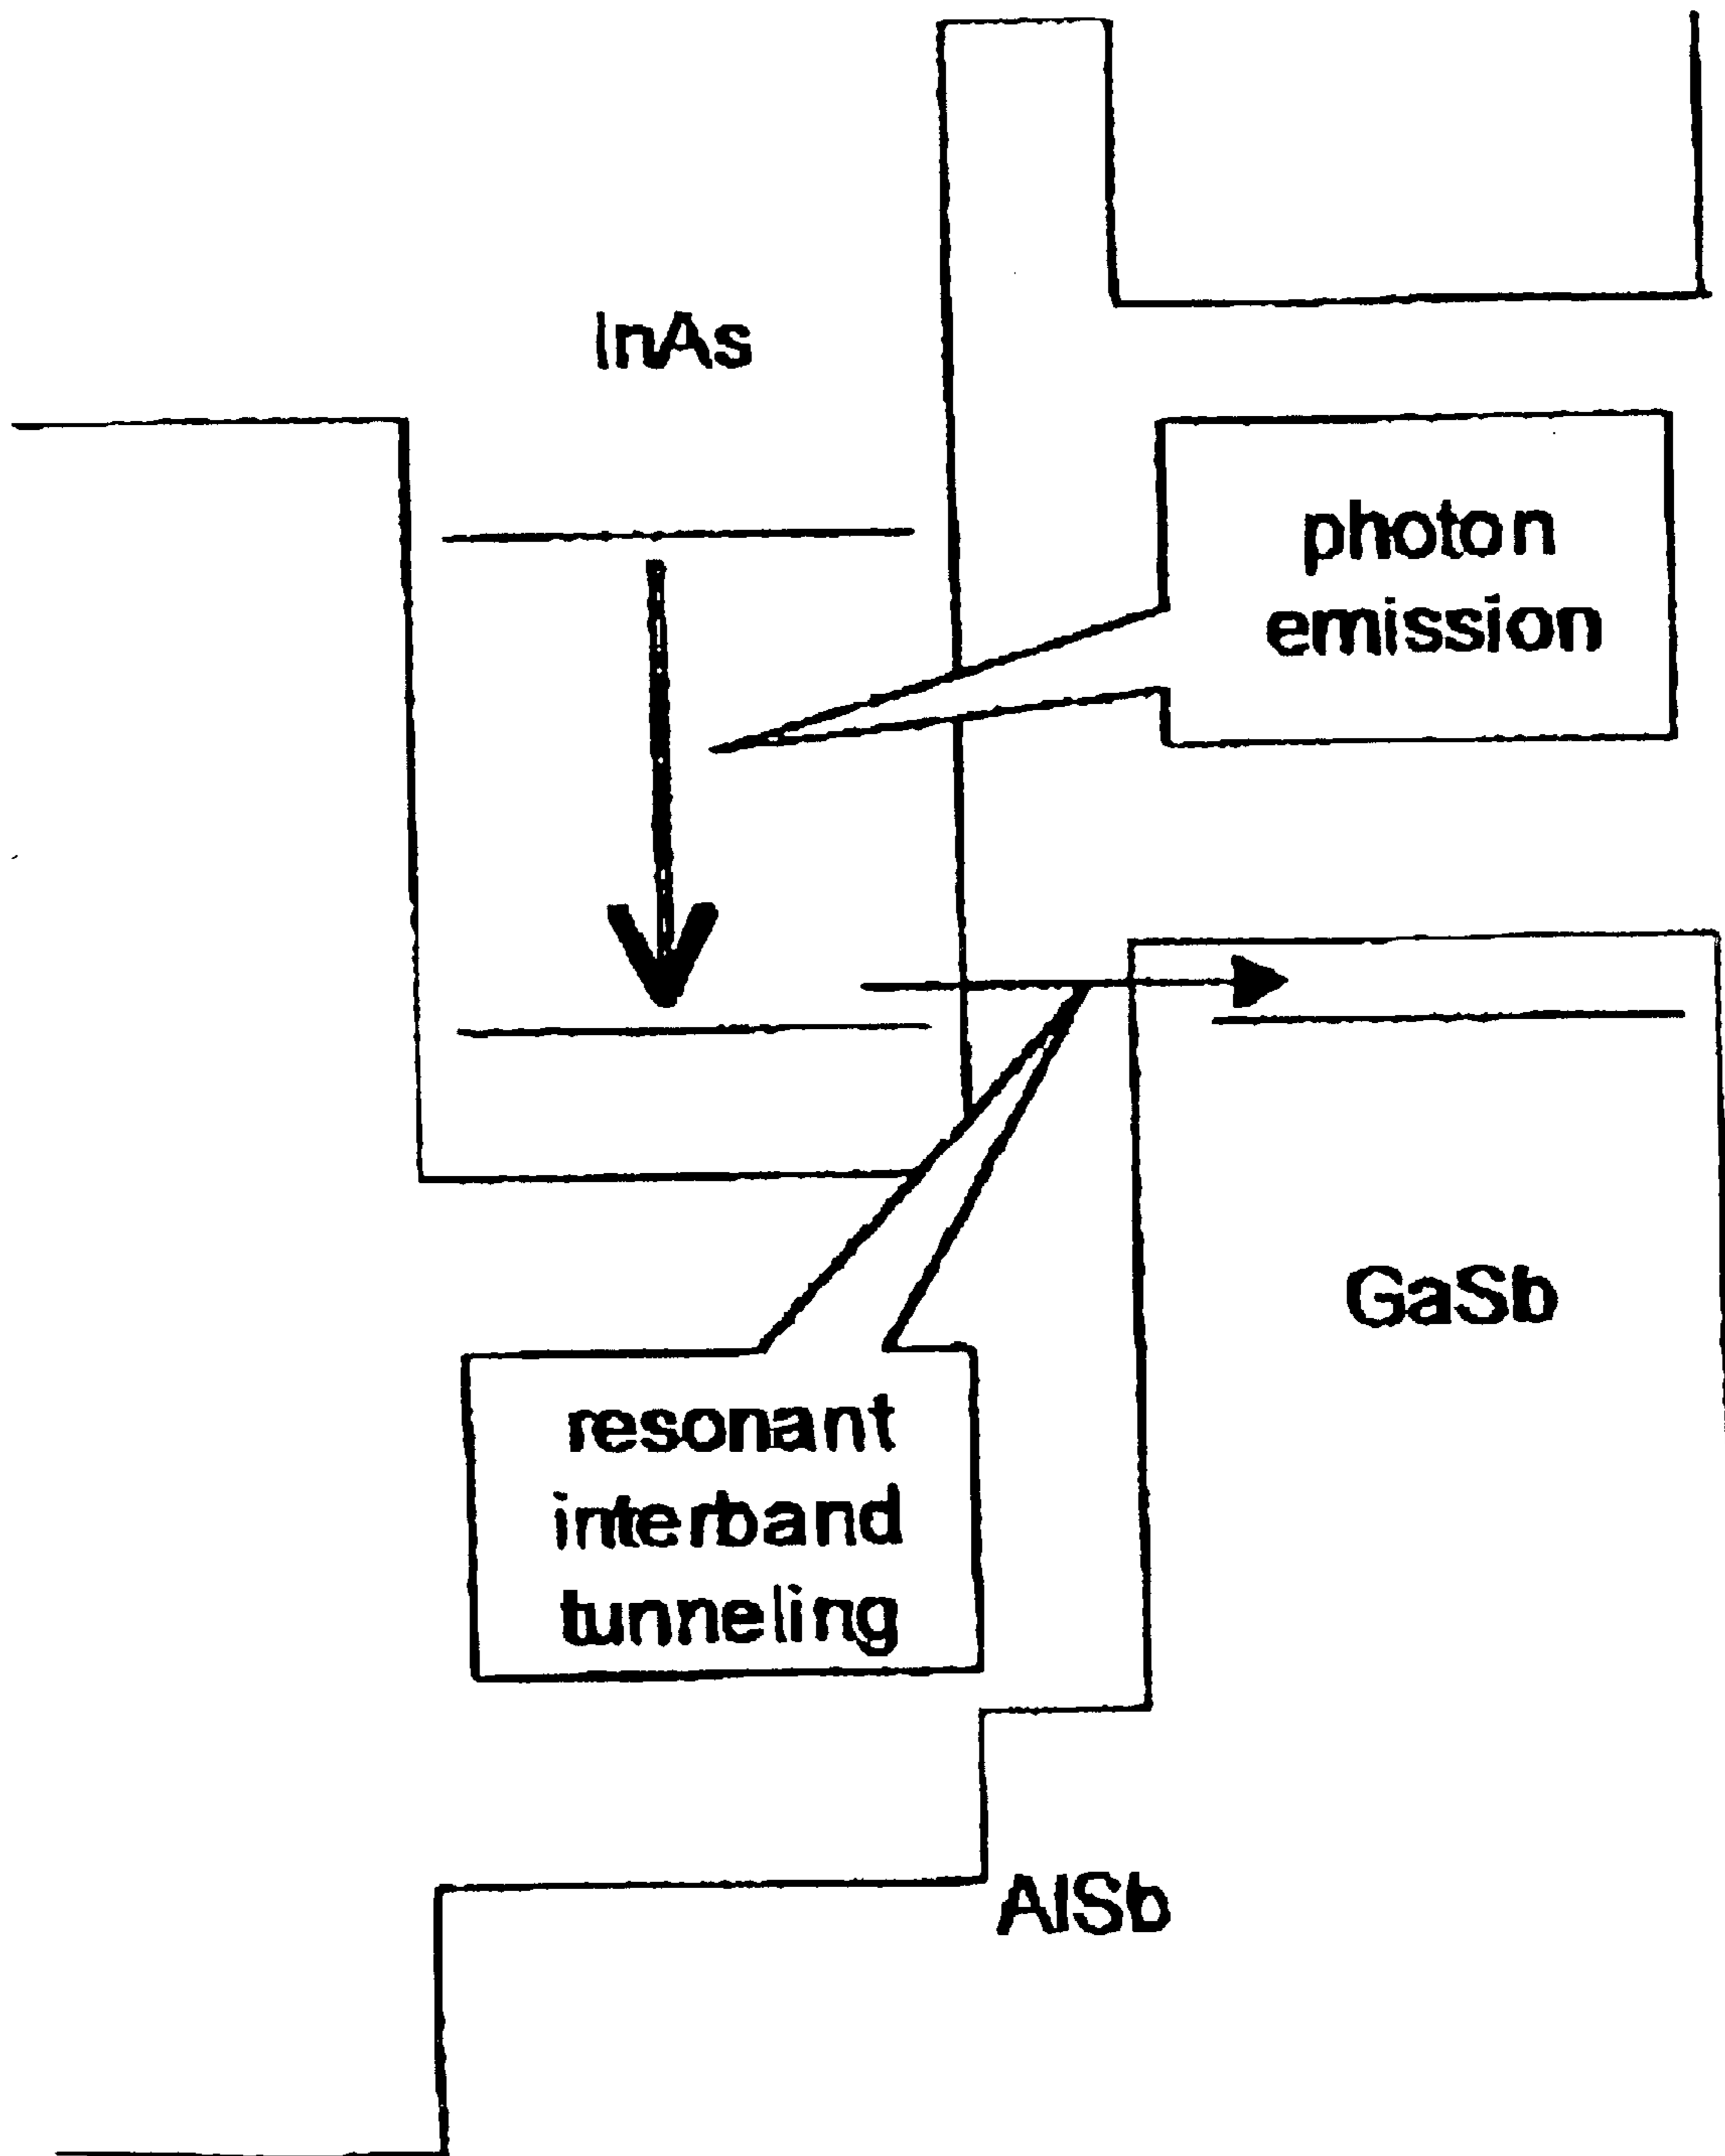 InAs
photon
emission
GaSb
resonant
interband
tunneling
AlSb